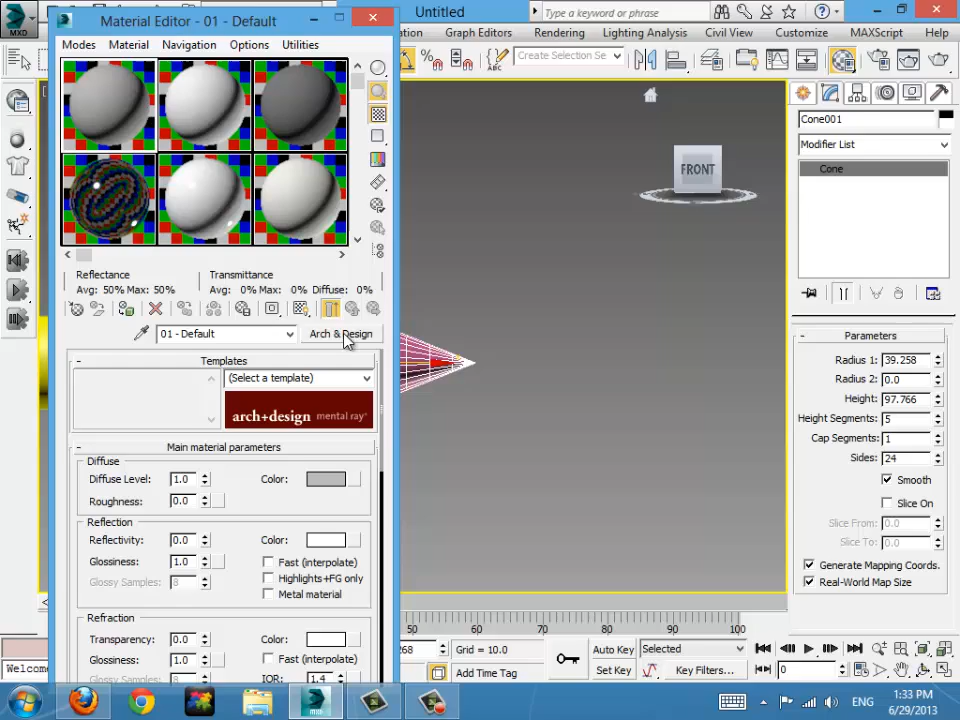 Material Editor - 01 - Default
Untitled
Type a keyword or phrase
Modes Material Navigation Options Utilities
Graph Editors Rendering Lighting Analysis Civil View Customize MAXScript Help
MXD
Create Selection Se
FRONT
Cone001
Modifier List
Cone
Reflectance Transmittance
Avg: 50% Max: 50% Avg: 0% Max: 0% Diffuse: 0%
01 - Default Arch & Design
Templates
(Select a template)
arch+design mental ray
Main material parameters
Diffuse
Diffuse Level: 1.0 Color:
Roughness: 0.0
Reflection
Reflectivity: 0.0 Color:
Glossiness: 1.0 Fast (interpolate)
Glossy Samples: 8 Highlights+FG only
Metal material
Refraction
Transparency: 0.0 Color:
Glossiness: 1.0 Fast (interpolate)
IOR: 1.4
Parameters
Radius 1: 39.258
Radius 2: 0.0
Height: 97.766
Height Segments: 5
Cap Segments: 1
Sides: 24
Smooth
Slice On
Slice From: 0.0
Slice To: 0.0
Generate Mapping Coords.
Real-World Map Size
50 60 70 80 90 100
268 Grid = 10.0 Auto Key Selected
Welcome Add Time Tag Set Key Key Filters... 0
ENG 1:33 PM
6/29/2013